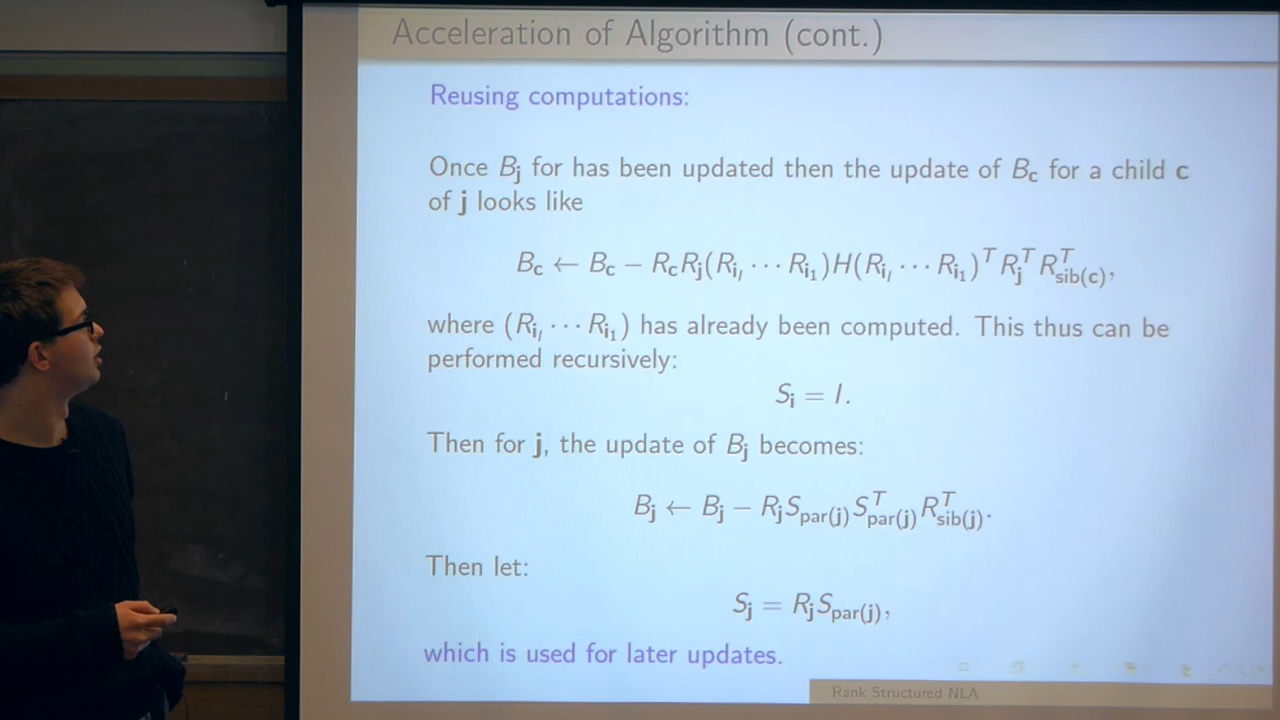 Acceleration of Algorithm (cont.)
Reusing computations:
Once B_j for has been updated then the update of B_c for a child c
of j looks like
B_c ← B_c − R_c R_j (R_{i_l} ⋯ R_{i_1}) H (R_{i_l} ⋯ R_{i_1})^T R_j^T R_{sib(c)}^T,
where (R_{i_l} ⋯ R_{i_1}) has already been computed. This thus can be
performed recursively:
S_i = I.
Then for j, the update of B_j becomes:
B_j ← B_j − R_j S_{par(j)} S_{par(j)}^T R_{sib(j)}^T.
Then let:
S_j = R_j S_{par(j)},
which is used for later updates.
Rank Structured NLA